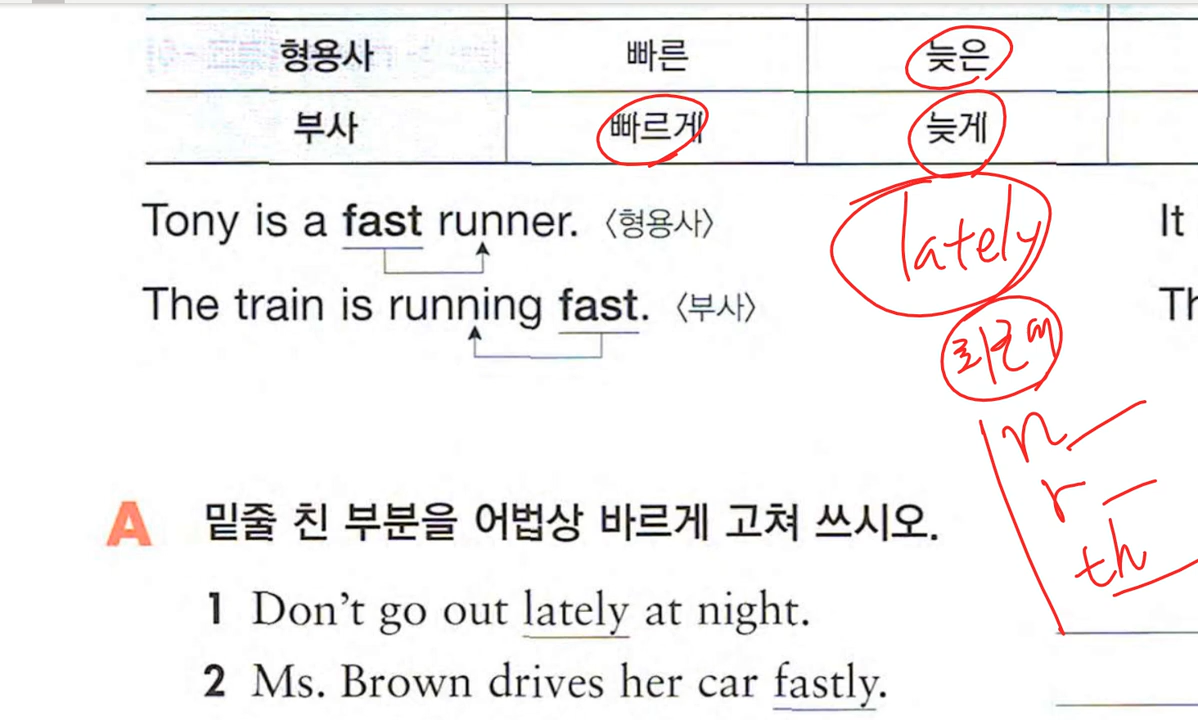 형용사 빠른 늦은
부사 빠르게 늦게
Tony is a fast runner. <형용사> lately It
The train is running fast. <부사> Th
최근에
n
r
th
A 밑줄 친 부분을 어법상 바르게 고쳐 쓰시오.
1 Don't go out lately at night.
2 Ms. Brown drives her car fastly.